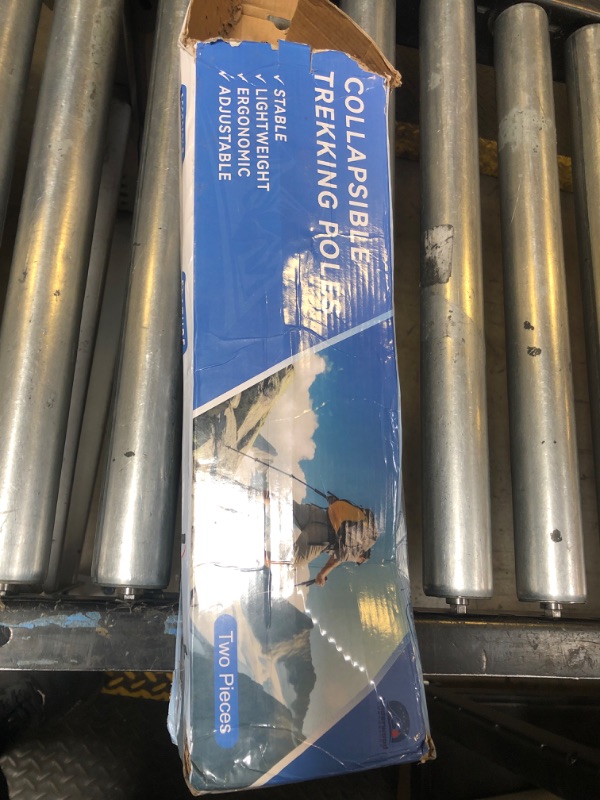 COLLAPSIBLE
TREKKING POLES
✓ STABLE
✓ LIGHTWEIGHT
✓ ERGONOMIC
✓ ADJUSTABLE
Two Pieces